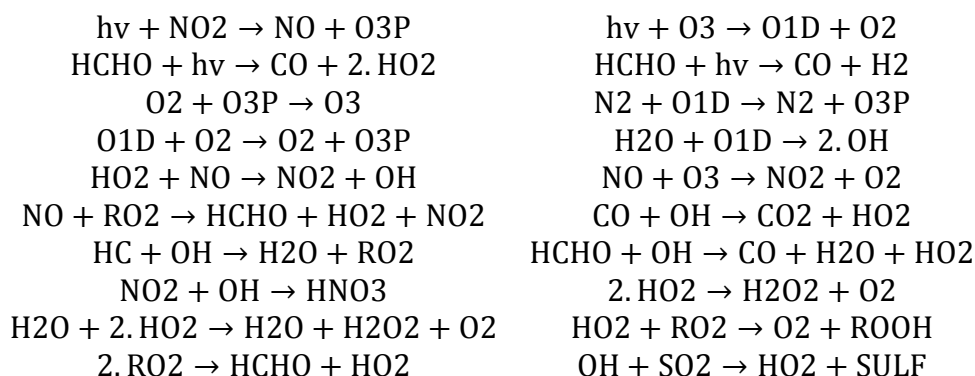 hv + NO2 → NO + O3P hv + O3 → O1D + O2
HCHO + hv → CO + 2. HO2 HCHO + hv → CO + H2
O2 + O3P → O3 N2 + O1D → N2 + O3P
O1D + O2 → O2 + O3P H2O + O1D → 2. OH
HO2 + NO → NO2 + OH NO + O3 → NO2 + O2
NO + RO2 → HCHO + HO2 + NO2 CO + OH → CO2 + HO2
HC + OH → H2O + RO2 HCHO + OH → CO + H2O + HO2
NO2 + OH → HNO3 2. HO2 → H2O2 + O2
H2O + 2. HO2 → H2O + H2O2 + O2 HO2 + RO2 → O2 + ROOH
2. RO2 → HCHO + HO2 OH + SO2 → HO2 + SULF